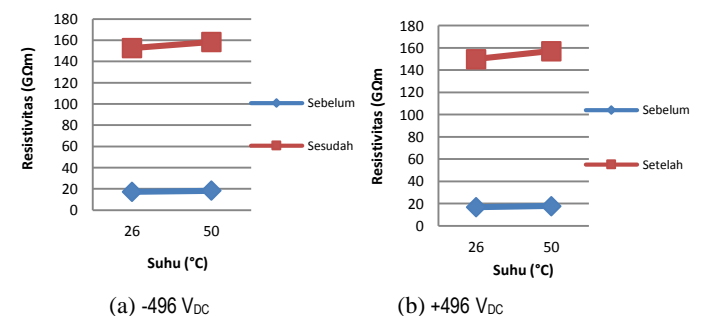 180
160
140
120
100
80
60
40
20
0
Resistivitas (GΩm)
26 50
Suhu (°C)
Sebelum
Sesudah
(a) -496 VDC
180
160
140
120
100
80
60
40
20
0
Resistivitas (GΩm
26 50
Suhu (°C)
Sebelum
Setelah
(b) +496 VDC